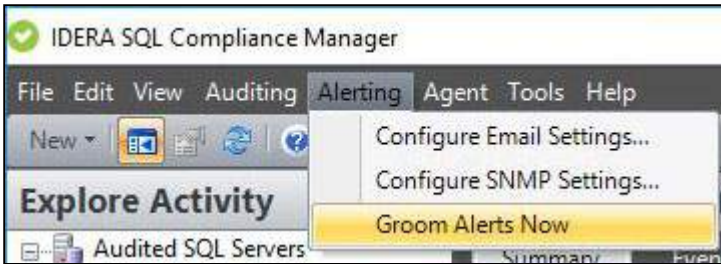 IDERA SQL Compliance Manager
File Edit View Auditing Alerting Agent Tools Help
New
Configure Email Settings...
Configure SNMP Settings...
Explore Activity
Groom Alerts Now
Audited SQL Servers
Summary